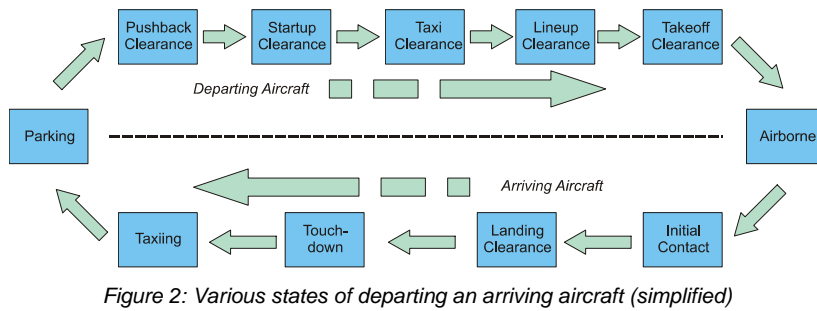 Pushback
Clearance
Startup
Clearance
Taxi
Clearance
Lineup
Clearance
Takeoff
Clearance
Departing Aircraft
Parking
Airborne
Arriving Aircraft
Taxiing
Touch-
down
Landing
Clearance
Initial
Contact
Figure 2: Various states of departing an arriving aircraft (simplified)